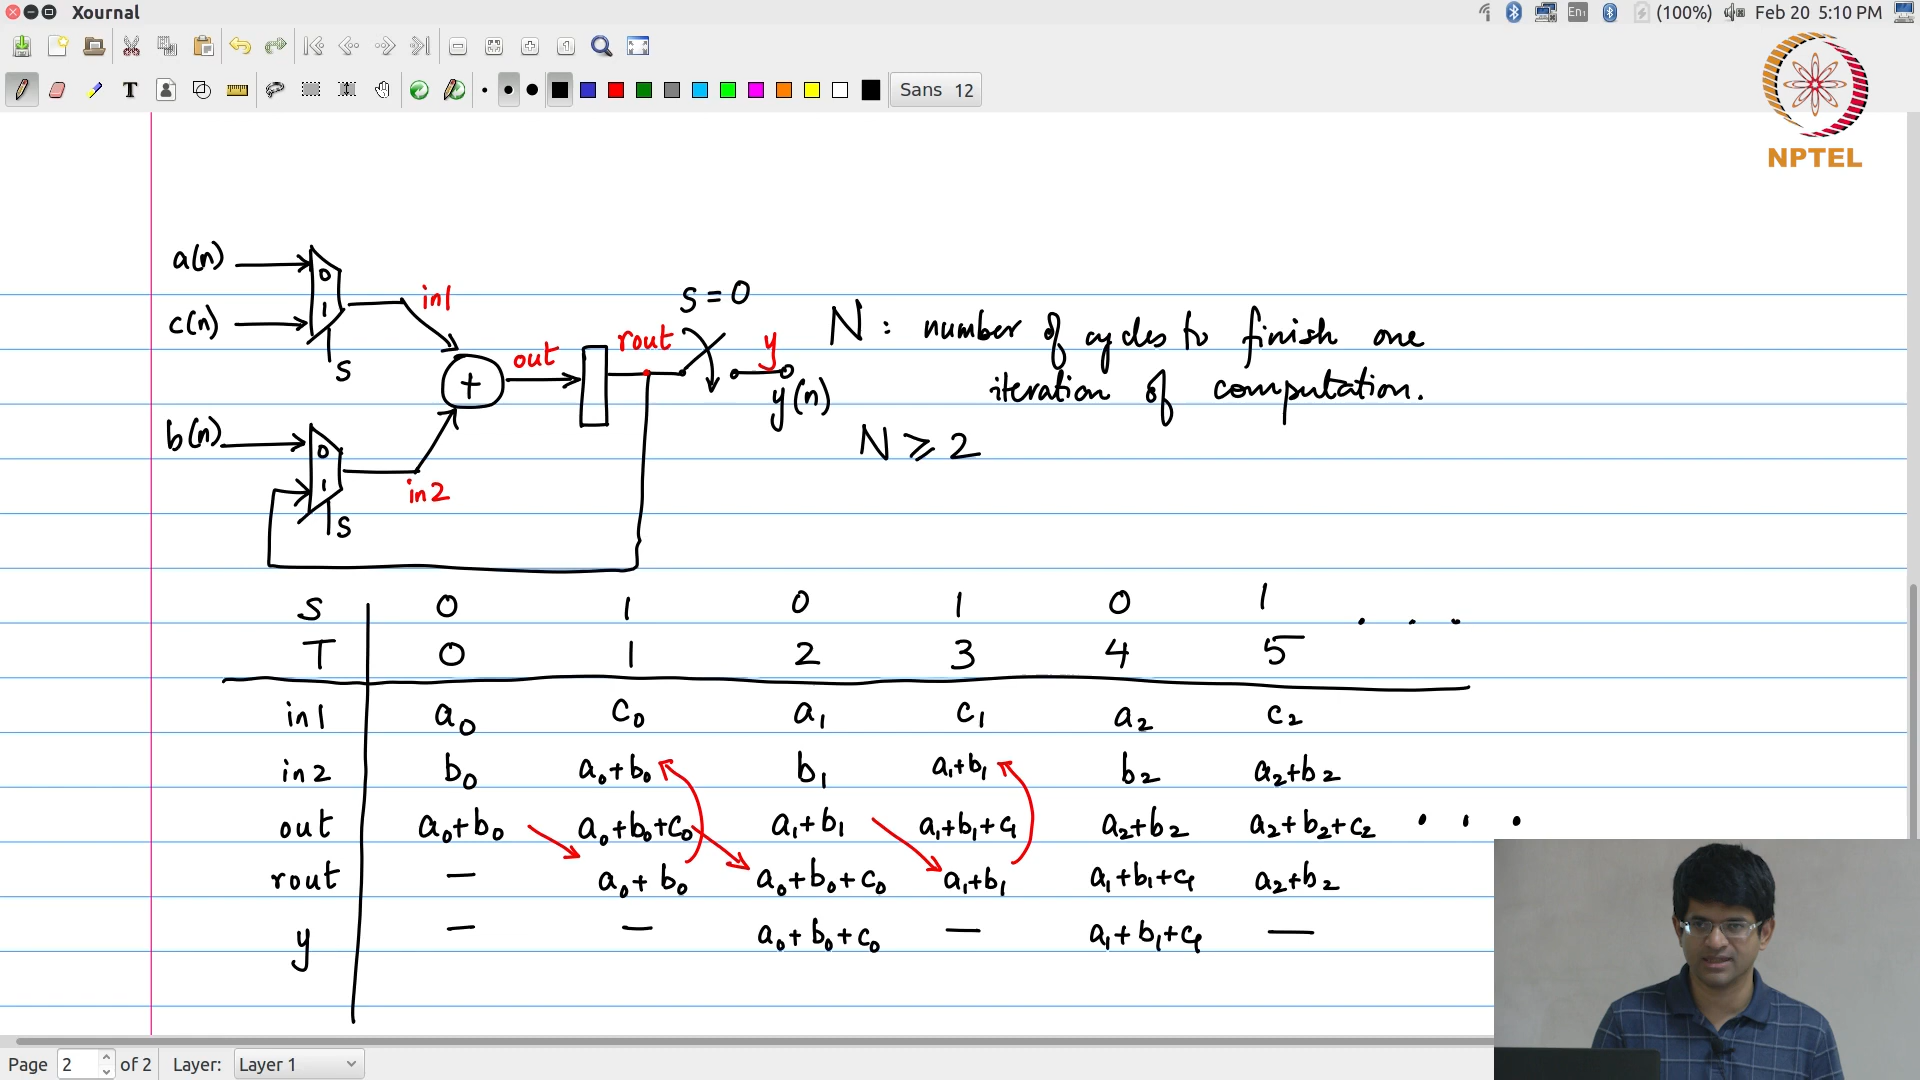 Xournal
En1 (100%) Feb 20 5:10 PM
T Sans 12
NPTEL
a(n) 0 in1 S = 0
c(n) 1 S
N : number of cycles to finish one
iteration of computation.
+ out rout y
y(n)
N ⩾ 2
b(n) 0 1 S in2
S 0 1 0 1 0 1 . . .
T 0 1 2 3 4 5
in1 a₀ c₀ a₁ c₁ a₂ c₂
in2 b₀ a₀+b₀ b₁ a₁+b₁ b₂ a₂+b₂
out a₀+b₀ a₀+b₀+c₀ a₁+b₁ a₁+b₁+c₁ a₂+b₂ a₂+b₂+c₂ . . .
rout — a₀+b₀ a₀+b₀+c₀ a₁+b₁ a₁+b₁+c₁ a₂+b₂
y — — a₀+b₀+c₀ — a₁+b₁+c₁ —
Page 2 of 2 Layer: Layer 1